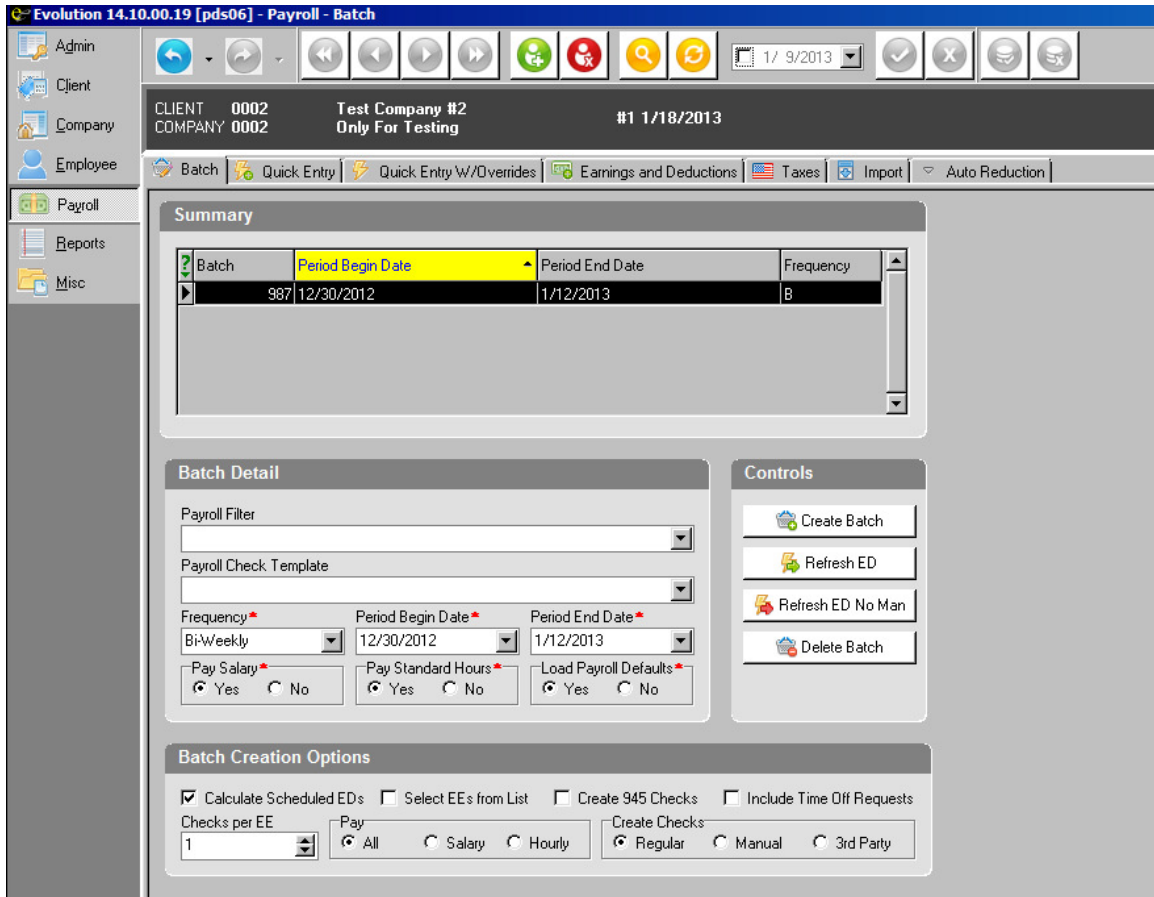 Evolution 14.10.00.19 [pds06] - Payroll - Batch
Admin
Client
Company
Employee
Payroll
Reports
Misc
1/ 9/2013
CLIENT 0002 Test Company #2
COMPANY 0002 Only For Testing
#1 1/18/2013
Batch Quick Entry Quick Entry W/Overrides Earnings and Deductions Taxes Import Auto Reduction
Summary
? Batch Period Begin Date Period End Date Frequency
987 12/30/2012 1/12/2013 B
Batch Detail
Payroll Filter
Payroll Check Template
Frequency* Period Begin Date* Period End Date*
Bi-Weekly 12/30/2012 1/12/2013
Pay Salary* Pay Standard Hours* Load Payroll Defaults*
Yes No Yes No Yes No
Controls
Create Batch
Refresh ED
Refresh ED No Man
Delete Batch
Batch Creation Options
Calculate Scheduled EDs Select EEs from List Create 945 Checks Include Time Off Requests
Checks per EE Pay Create Checks
1 All Salary Hourly Regular Manual 3rd Party